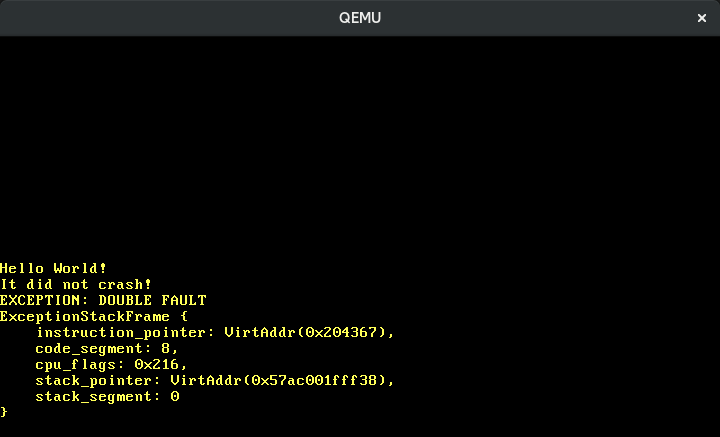 QEMU
×
Hello World!
It did not crash!
EXCEPTION: DOUBLE FAULT
ExceptionStackFrame {
    instruction_pointer: VirtAddr(0x204367),
    code_segment: 8,
    cpu_flags: 0x216,
    stack_pointer: VirtAddr(0x57ac001fff38),
    stack_segment: 0
}